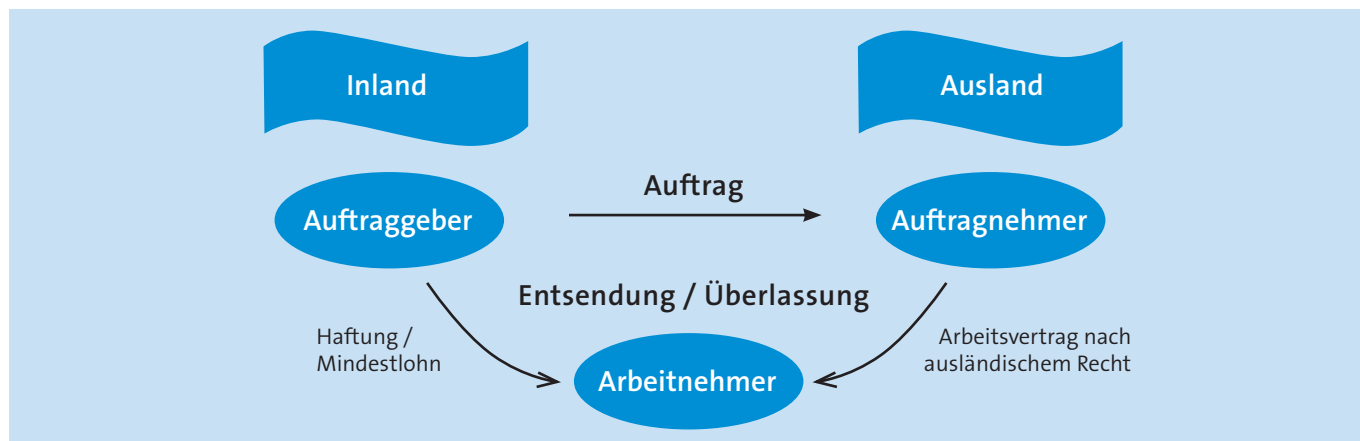 Inland
Ausland
Auftrag
Auftraggeber
Auftragnehmer
Entsendung / Überlassung
Haftung /
Mindestlohn
Arbeitsvertrag nach
ausländischem Recht
Arbeitnehmer